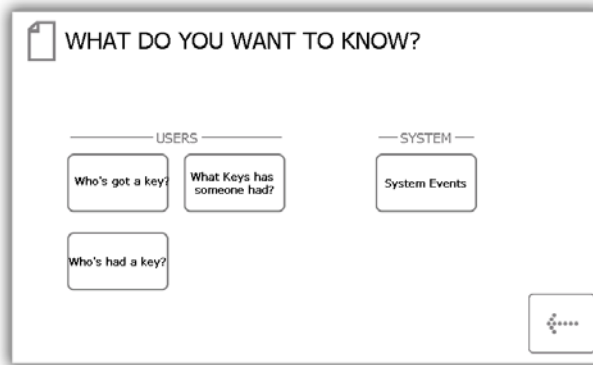 WHAT DO YOU WANT TO KNOW?
USERS
Who's got a key?
What Keys has
someone had?
Who's had a key?
SYSTEM
System Events